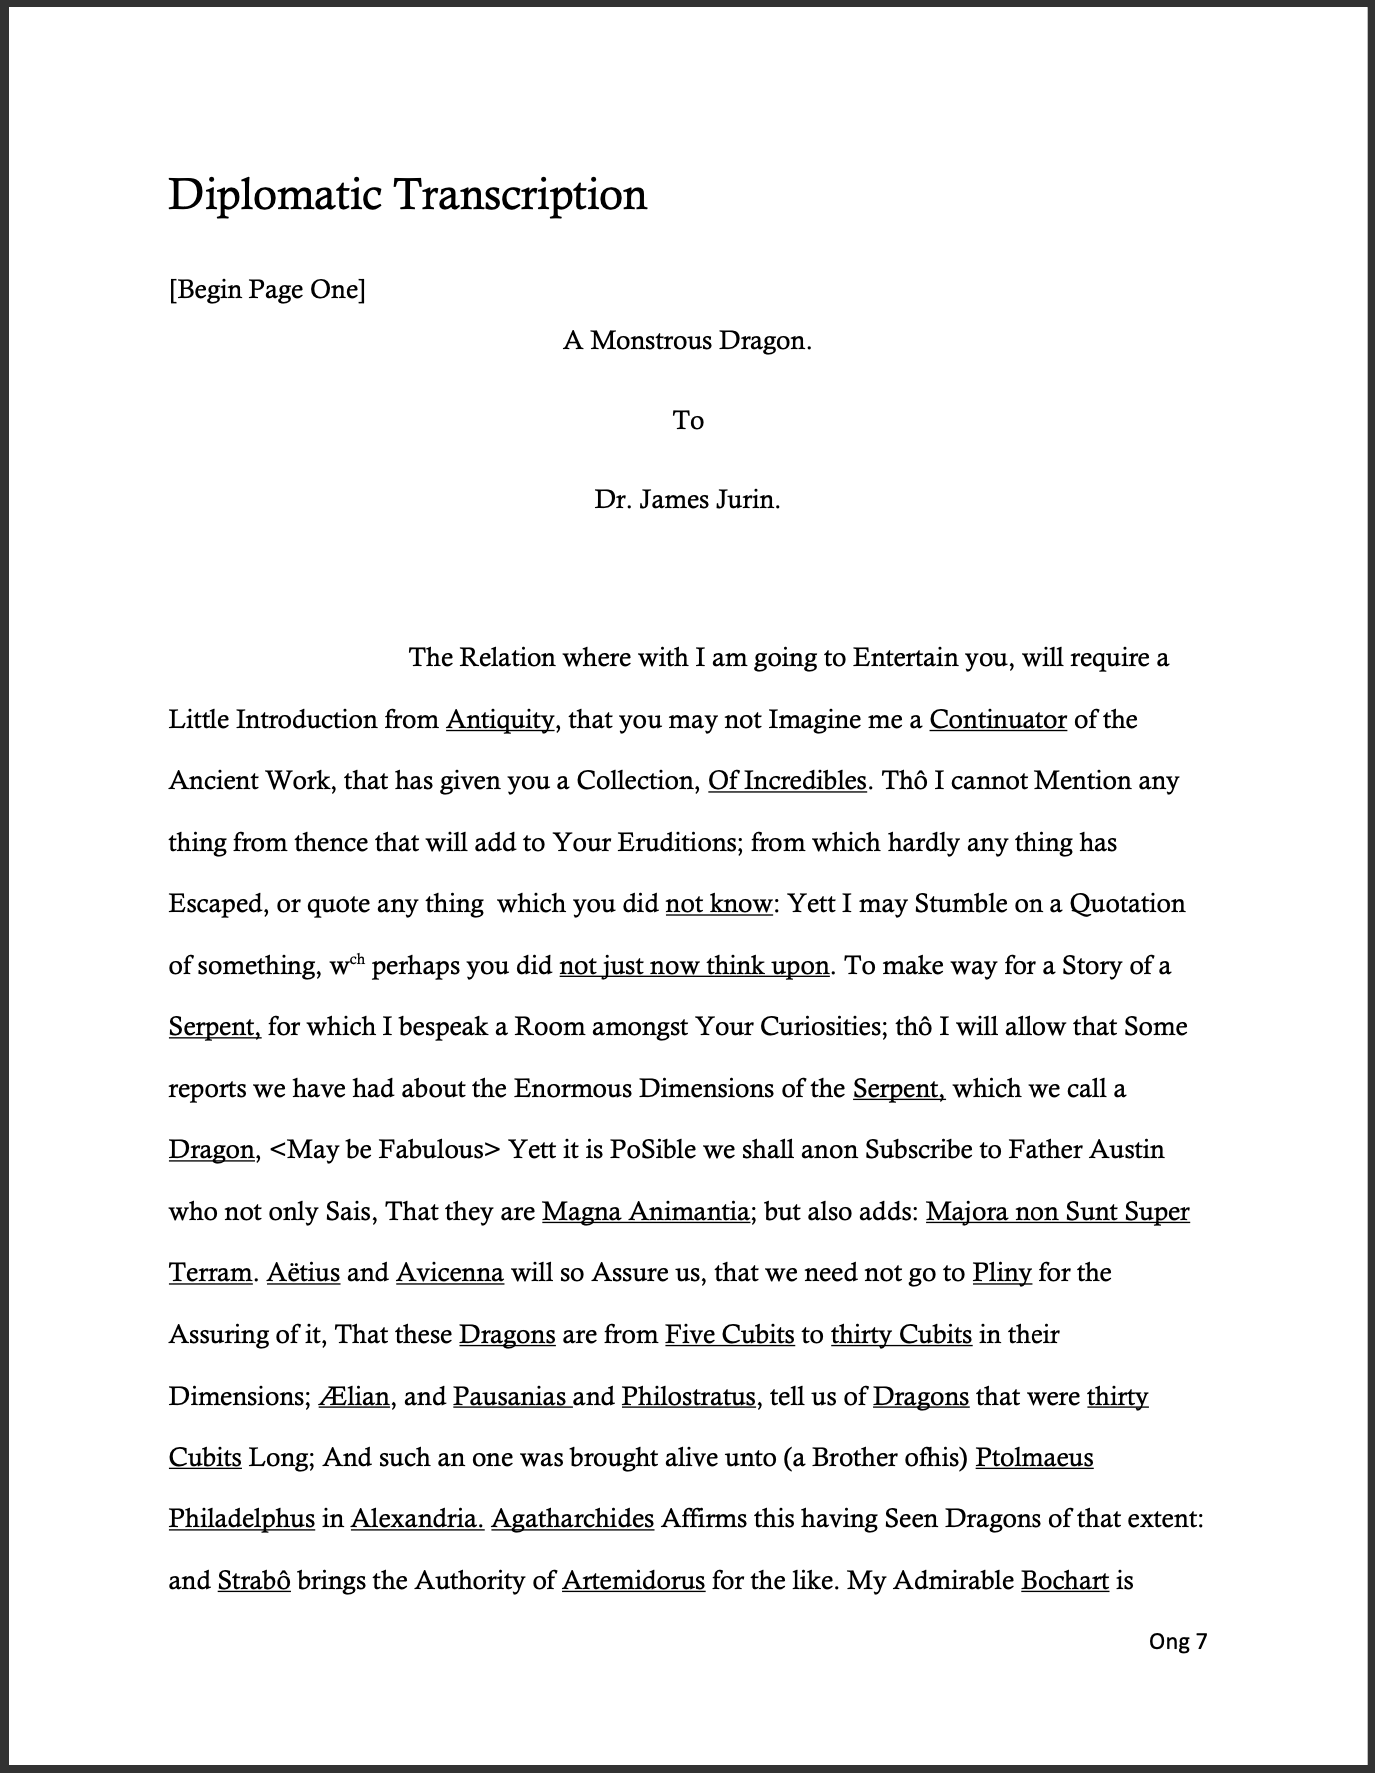 Diplomatic Transcription
[Begin Page One]
A Monstrous Dragon.
To
Dr. James Jurin.
The Relation where with I am going to Entertain you, will require a
Little Introduction from Antiquity, that you may not Imagine me a Continuator of the
Ancient Work, that has given you a Collection, Of Incredibles. Thô I cannot Mention any
thing from thence that will add to Your Eruditions; from which hardly any thing has
Escaped, or quote any thing  which you did not know: Yett I may Stumble on a Quotation
of something, wch perhaps you did not just now think upon. To make way for a Story of a
Serpent, for which I bespeak a Room amongst Your Curiosities; thô I will allow that Some
reports we have had about the Enormous Dimensions of the Serpent, which we call a
Dragon, <May be Fabulous> Yett it is PoSible we shall anon Subscribe to Father Austin
who not only Sais, That they are Magna Animantia; but also adds: Majora non Sunt Super
Terram. Aëtius and Avicenna will so Assure us, that we need not go to Pliny for the
Assuring of it, That these Dragons are from Five Cubits to thirty Cubits in their
Dimensions; Ælian, and Pausanias and Philostratus, tell us of Dragons that were thirty
Cubits Long; And such an one was brought alive unto (a Brother ofhis) Ptolmaeus
Philadelphus in Alexandria. Agatharchides Affirms this having Seen Dragons of that extent:
and Strabô brings the Authority of Artemidorus for the like. My Admirable Bochart is
Ong 7